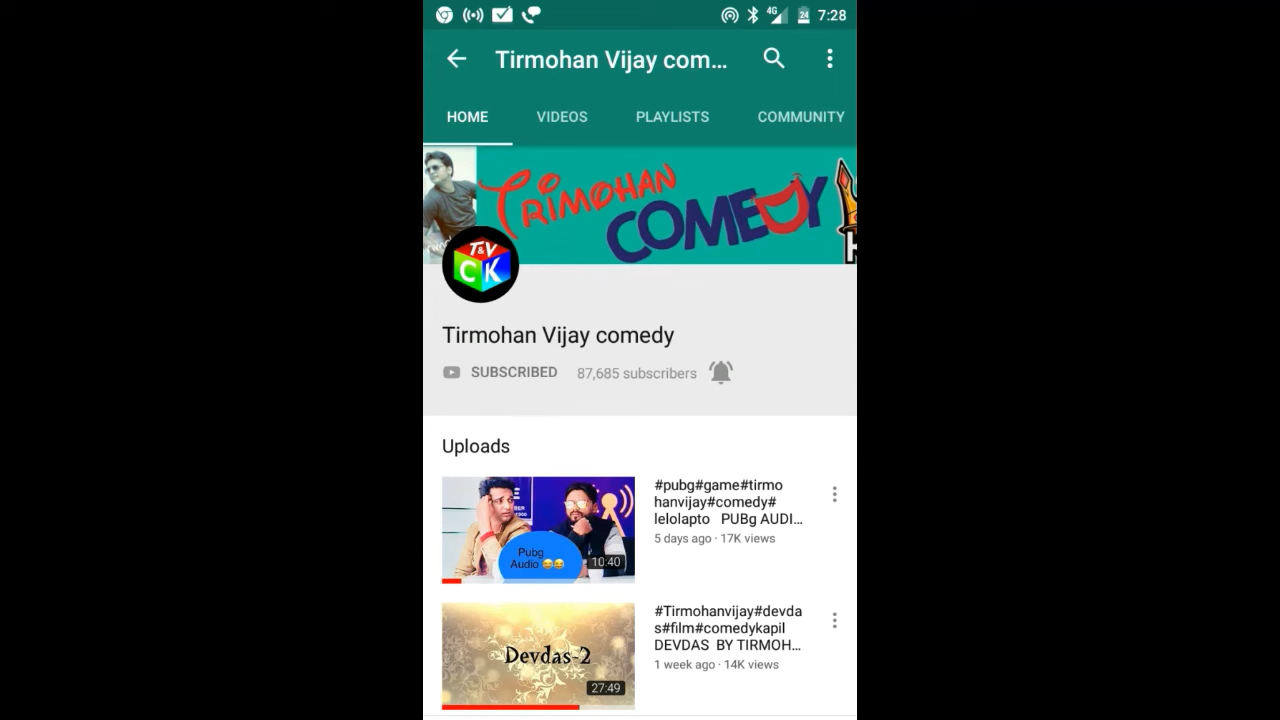 24 7:28
4G
Tirmohan Vijay com...
HOME VIDEOS PLAYLISTS COMMUNITY
TRIMOHAN
COMEDY
T&V
C K
Tirmohan Vijay comedy
SUBSCRIBED 87,685 subscribers
Uploads
#pubg#game#tirmo
hanvijay#comedy#
lelolapto PUBg AUDI...
5 days ago · 17K views
Pubg
Audio 😂😂
10:40
#Tirmohanvijay#devda
s#film#comedykapil
DEVDAS BY TIRMOH...
1 week ago · 14K views
Devdas-2
27:49